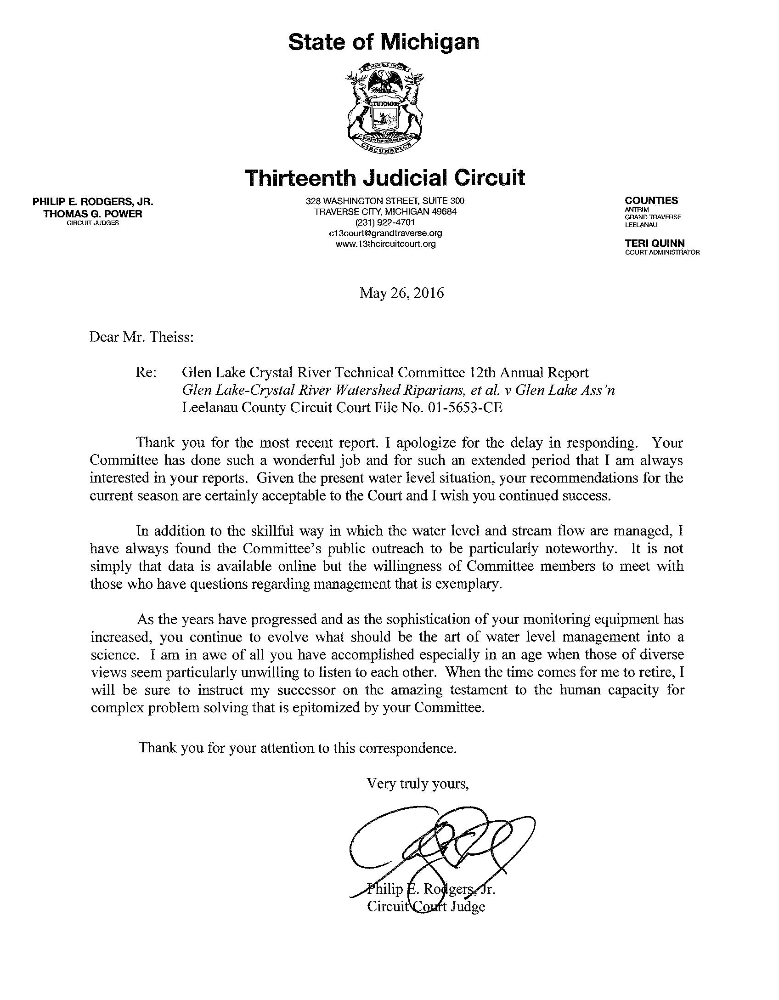 State of Michigan
E PLURIBUS UNUM
TUEBOR
SI QUAERIS PENINSULAM AMOENAM
CIRCUMSPICE
Thirteenth Judicial Circuit
PHILIP E. RODGERS, JR.
THOMAS G. POWER
CIRCUIT JUDGES
328 WASHINGTON STREET, SUITE 300
TRAVERSE CITY, MICHIGAN 49684
(231) 922-4701
c13court@grandtraverse.org
www.13thcircuitcourt.org
COUNTIES
ANTRIM
GRAND TRAVERSE
LEELANAU
TERI QUINN
COURT ADMINISTRATOR
May 26, 2016
Dear Mr. Theiss:
Re: Glen Lake Crystal River Technical Committee 12th Annual Report
Glen Lake-Crystal River Watershed Riparians, et al. v Glen Lake Ass'n
Leelanau County Circuit Court File No. 01-5653-CE
Thank you for the most recent report. I apologize for the delay in responding. Your
Committee has done such a wonderful job and for such an extended period that I am always
interested in your reports. Given the present water level situation, your recommendations for the
current season are certainly acceptable to the Court and I wish you continued success.
In addition to the skillful way in which the water level and stream flow are managed, I
have always found the Committee's public outreach to be particularly noteworthy. It is not
simply that data is available online but the willingness of Committee members to meet with
those who have questions regarding management that is exemplary.
As the years have progressed and as the sophistication of your monitoring equipment has
increased, you continue to evolve what should be the art of water level management into a
science. I am in awe of all you have accomplished especially in an age when those of diverse
views seem particularly unwilling to listen to each other. When the time comes for me to retire, I
will be sure to instruct my successor on the amazing testament to the human capacity for
complex problem solving that is epitomized by your Committee.
Thank you for your attention to this correspondence.
Very truly yours,
Philip E. Rodgers, Jr.
Circuit Court Judge